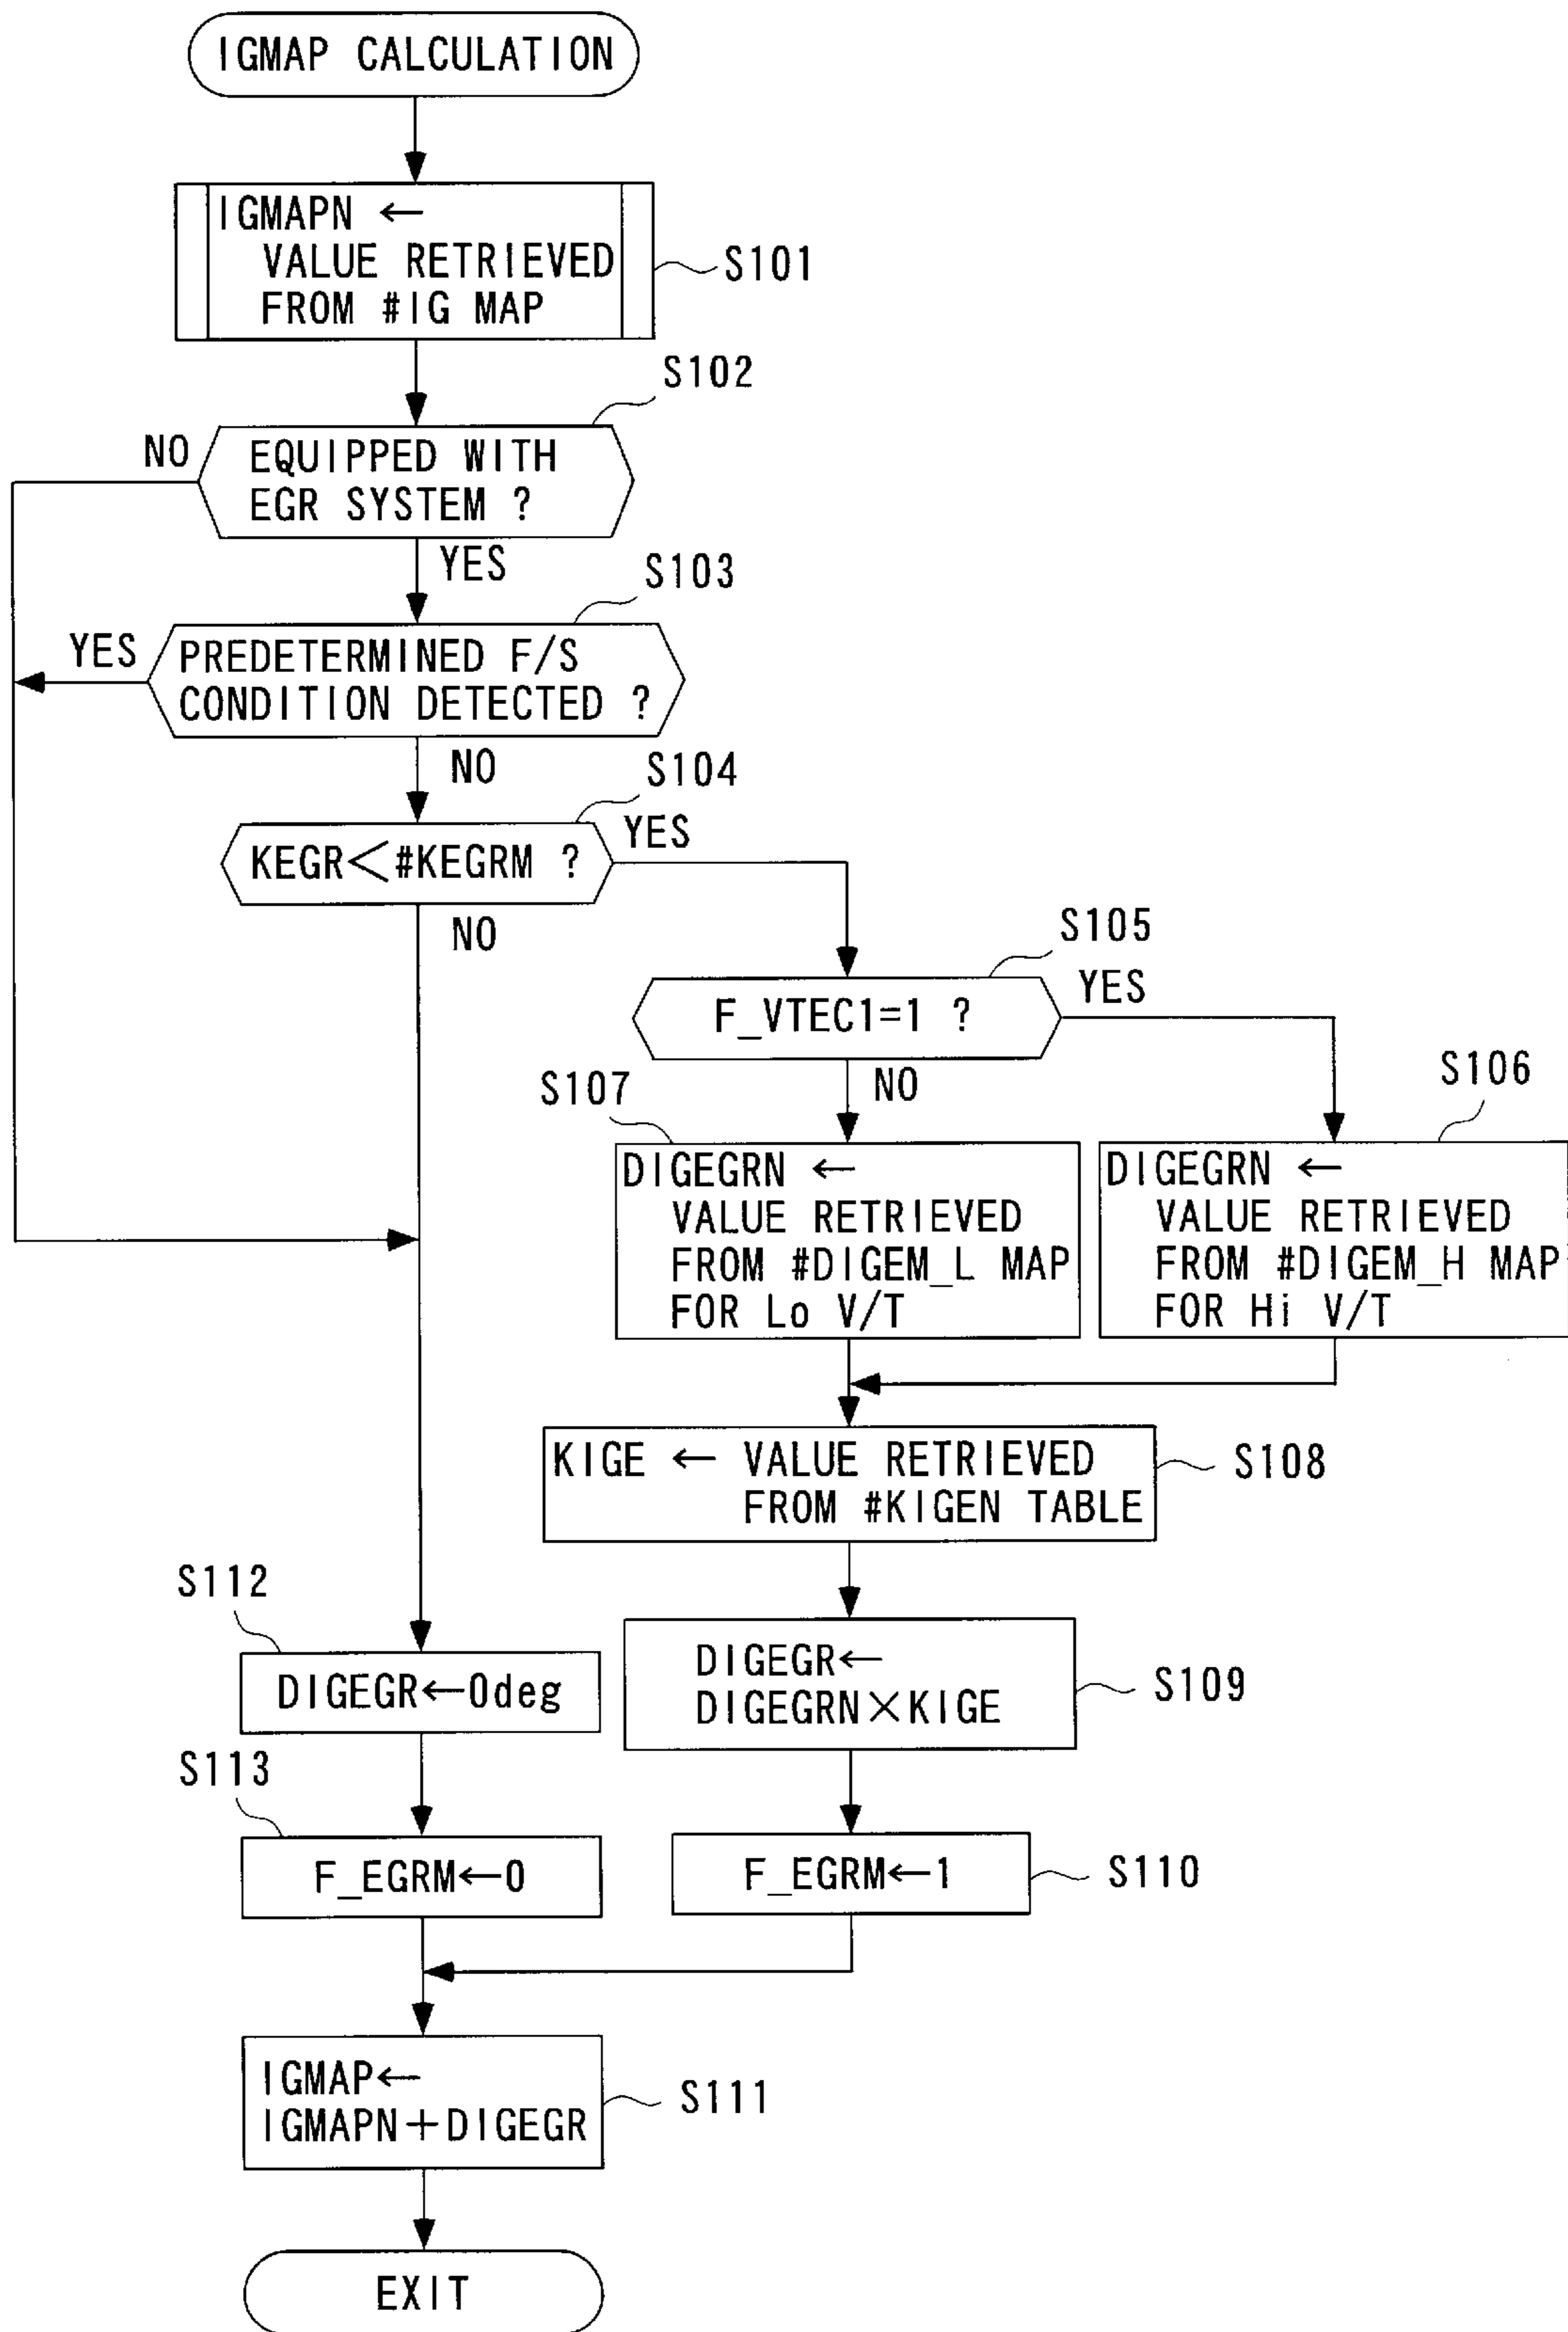 IGMAP CALCULATION
IGMAPN ←
VALUE RETRIEVED
FROM #IG MAP
S101
S102
NO
EQUIPPED WITH
EGR SYSTEM ?
YES
S103
YES
PREDETERMINED F/S
CONDITION DETECTED ?
NO
S104
KEGR<#KEGRM ?
YES
NO
S105
F_VTEC1=1 ?
YES
NO
S107
S106
DIGEGRN ←
VALUE RETRIEVED
FROM #DIGEM_L MAP
FOR Lo V/T
DIGEGRN ←
VALUE RETRIEVED
FROM #DIGEM_H MAP
FOR Hi V/T
KIGE ← VALUE RETRIEVED
FROM #KIGEN TABLE
S108
S112
DIGEGR←0deg
DIGEGR←
DIGEGRN×KIGE
S109
S113
F_EGRM←0
F_EGRM←1
S110
IGMAP←
IGMAPN+DIGEGR
S111
EXIT